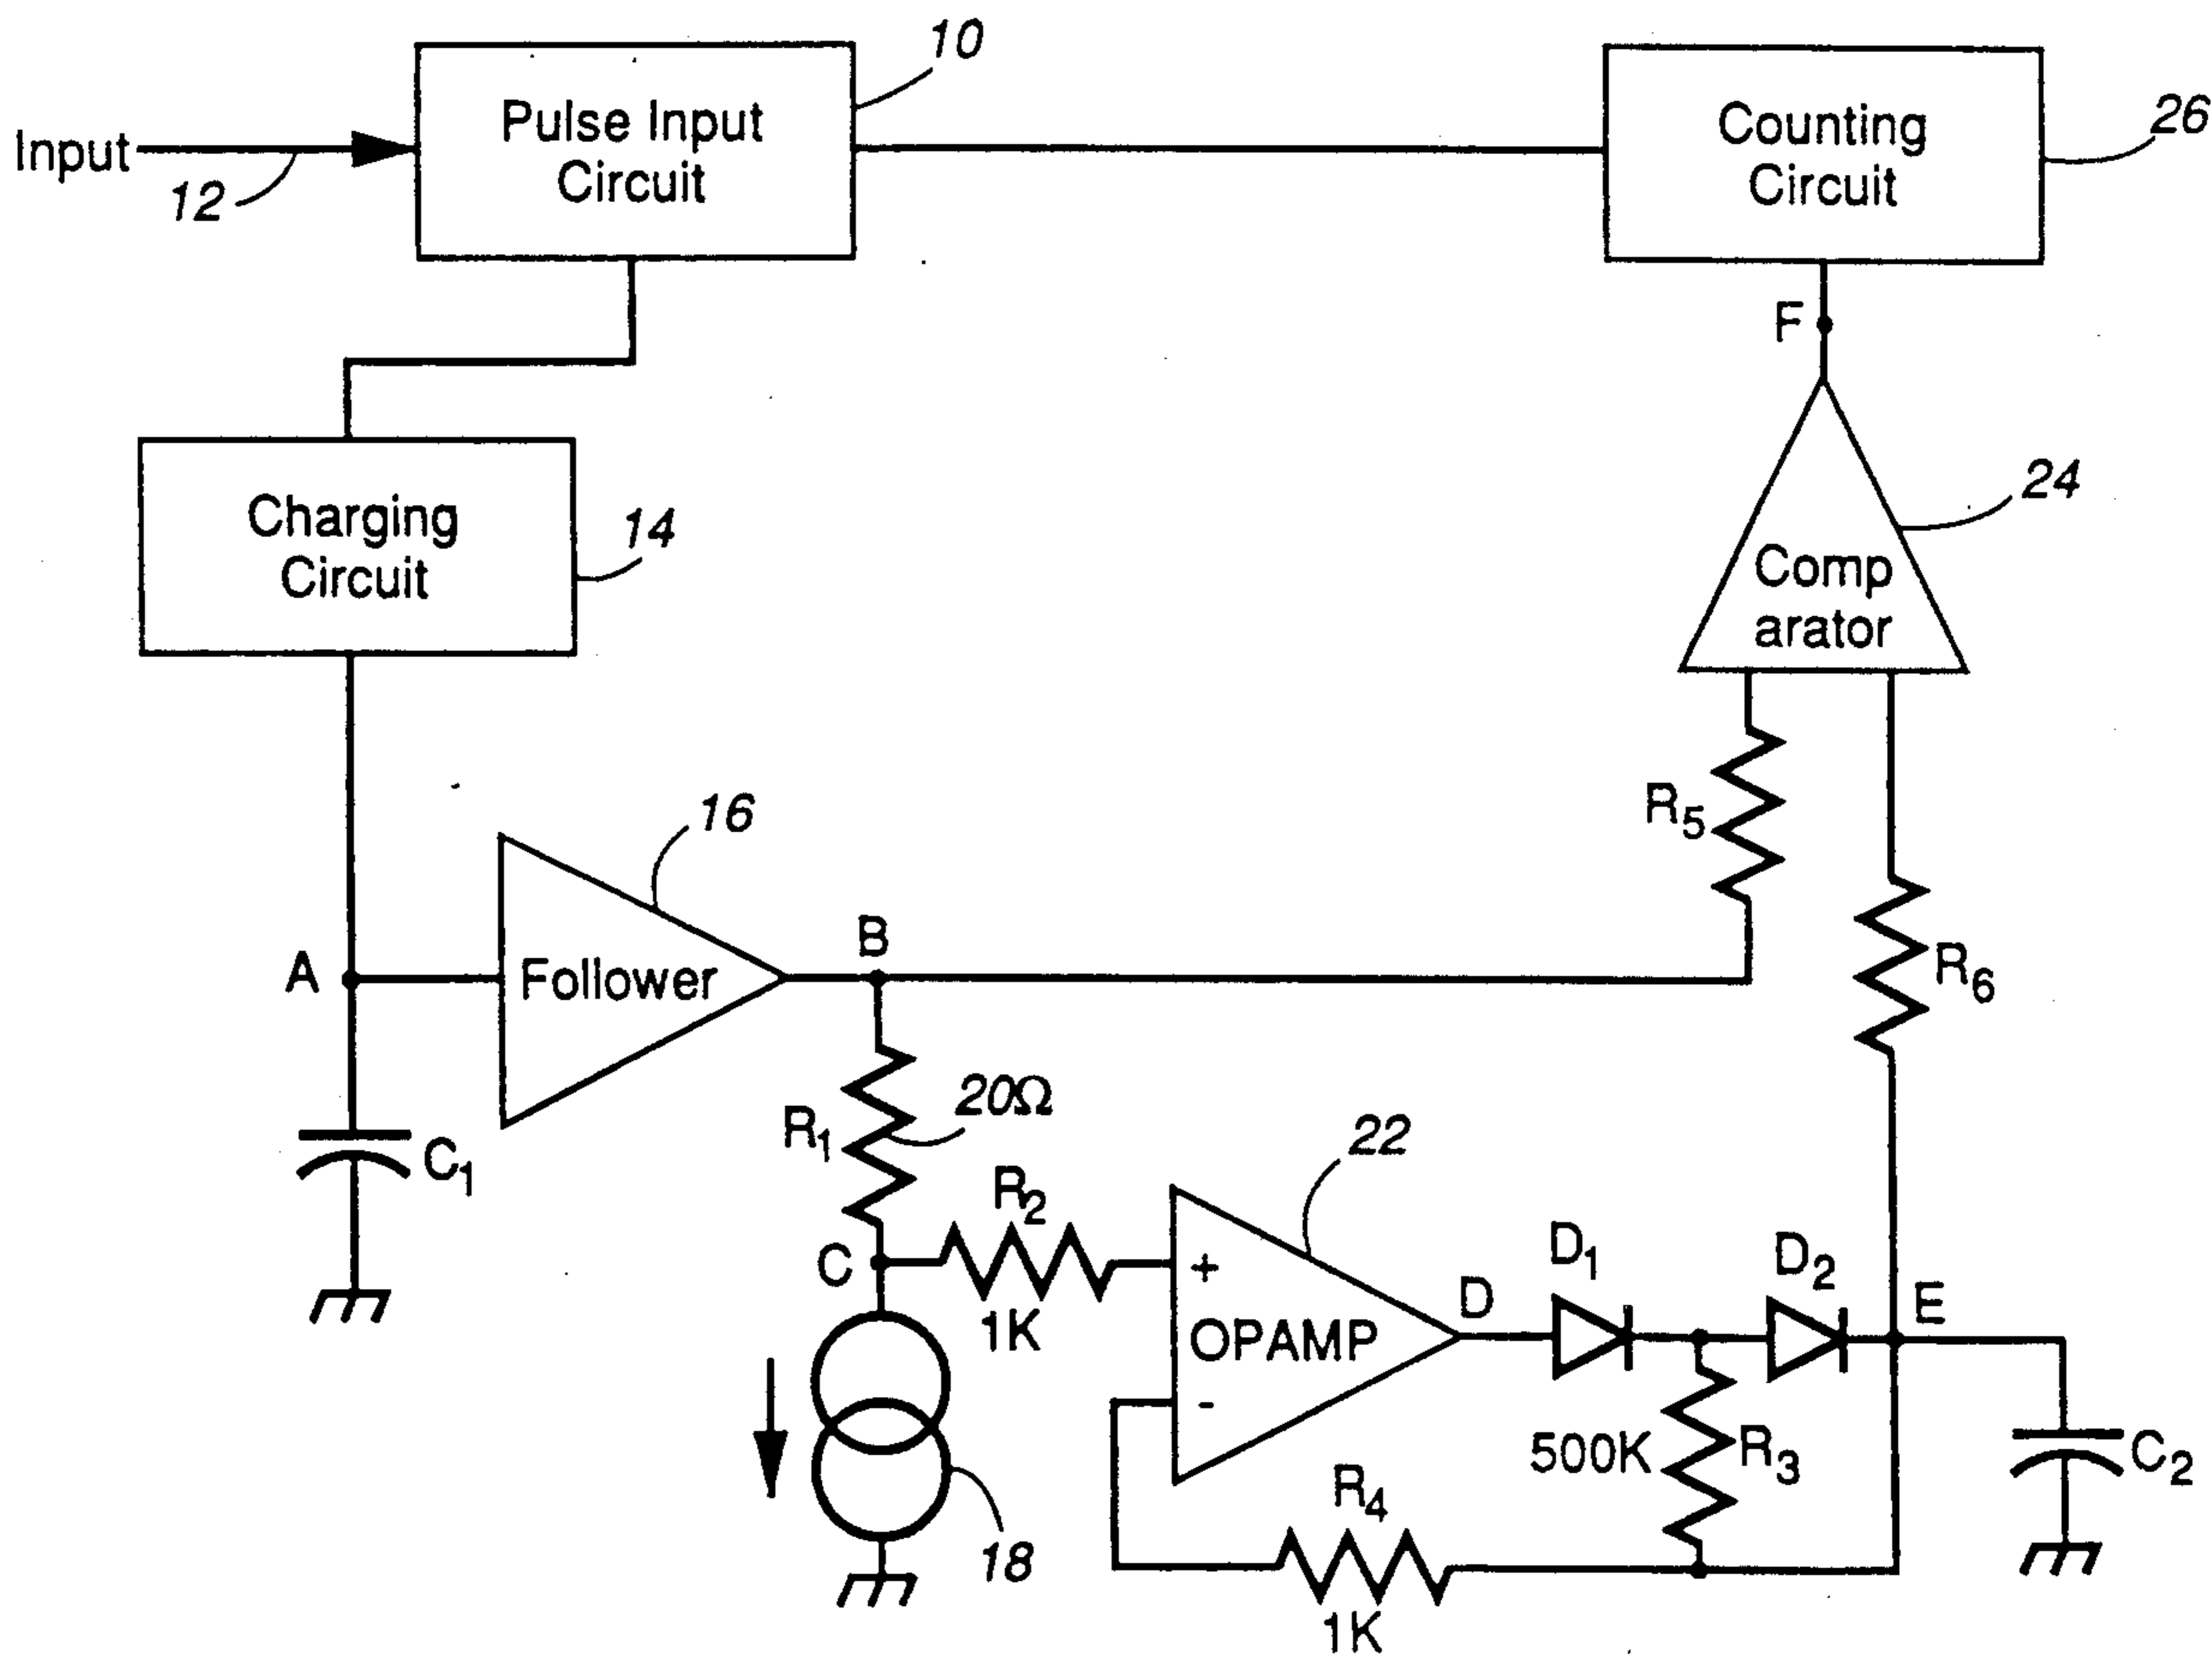 10
Input
12
Pulse Input
Circuit
Counting
Circuit
26
F
Charging
Circuit
14
24
Comp
arator
16
R5
A
Follower
B
R6
C1
R1
20Ω
22
R2
C
1K
+
OPAMP
-
D
D1
D2
E
500K
R3
C2
R4
1K
18